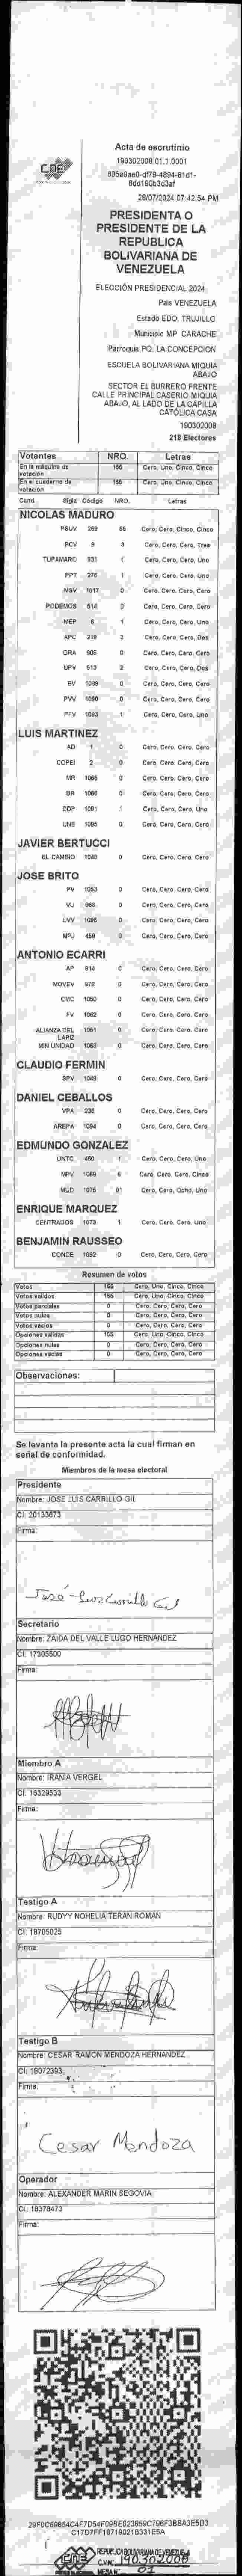 CNE
Acta de escrutinio
190302008.01.1.0001
28/07/2024 07:42:54 PM
PRESIDENTA O
PRESIDENTE DE LA
REPUBLICA
BOLIVARIANA DE
VENEZUELA
ELECCIÓN PRESIDENCIAL 2024
País VENEZUELA
Estado EDO. TRUJILLO
Municipio MP. CARACHE
Parroquia PQ. LA CONCEPCION
ESCUELA BOLIVARIANA MIQUIA
ABAJO
SECTOR EL BURRERO FRENTE
CALLE PRINCIPAL CASERIO MIQUIA
ABAJO, AL LADO DE LA CAPILLA
CATÓLICA CASA
190302008
218 Electores
Votantes NRO. Letras
En la máquina de votación 155 Cero, Uno, Cinco, Cinco
En el cuaderno de votación 155 Cero, Uno, Cinco, Cinco
Cand. Sigla Código NRO. Letras
NICOLAS MADURO
PSUV 269 55 Cero, Cero, Cinco, Cinco
PCV 9 3 Cero, Cero, Cero, Tres
TUPAMARO 931 1 Cero, Cero, Cero, Uno
PPT 276 1 Cero, Cero, Cero, Uno
MSV 1017 0 Cero, Cero, Cero, Cero
PODEMOS 514 0 Cero, Cero, Cero, Cero
MEP 6 1 Cero, Cero, Cero, Uno
APC 219 2 Cero, Cero, Cero, Dos
ORA 906 0 Cero, Cero, Cero, Cero
UPV 513 2 Cero, Cero, Cero, Dos
EV 1099 0 Cero, Cero, Cero, Cero
PVV 1080 0 Cero, Cero, Cero, Cero
PFV 1083 1 Cero, Cero, Cero, Uno
LUIS MARTINEZ
AD 1 0 Cero, Cero, Cero, Cero
COPEI 2 0 Cero, Cero, Cero, Cero
MR 1065 0 Cero, Cero, Cero, Cero
BR 1066 0 Cero, Cero, Cero, Cero
DDP 1091 1 Cero, Cero, Cero, Uno
UNE 1095 0 Cero, Cero, Cero, Cero
JAVIER BERTUCCI
EL CAMBIO 1049 0 Cero, Cero, Cero, Cero
JOSE BRITO
PV 1053 0 Cero, Cero, Cero, Cero
VU 968 0 Cero, Cero, Cero, Cero
UVV 1096 0 Cero, Cero, Cero, Cero
MPJ 459 0 Cero, Cero, Cero, Cero
ANTONIO ECARRI
AP 914 0 Cero, Cero, Cero, Cero
MOVEV 978 0 Cero, Cero, Cero, Cero
CMC 1050 0 Cero, Cero, Cero, Cero
FV 1062 0 Cero, Cero, Cero, Cero
ALIANZA DEL LAPIZ 1061 0 Cero, Cero, Cero, Cero
MIN UNIDAD 1068 0 Cero, Cero, Cero, Cero
CLAUDIO FERMIN
SPV 1049 0 Cero, Cero, Cero, Cero
DANIEL CEBALLOS
VPA 236 0 Cero, Cero, Cero, Cero
AREPA 1094 0 Cero, Cero, Cero, Cero
EDMUNDO GONZALEZ
UNTC 460 1 Cero, Cero, Cero, Uno
MPV 1069 5 Cero, Cero, Cero, Cinco
MUD 1075 81 Cero, Cero, Ocho, Uno
ENRIQUE MARQUEZ
CENTRADOS 1073 1 Cero, Cero, Cero, Uno
BENJAMIN RAUSSEO
CONDE 1092 0 Cero, Cero, Cero, Cero
Resumen de votos
Votos 155 Cero, Uno, Cinco, Cinco
Votos validos 155 Cero, Uno, Cinco, Cinco
Votos parciales 0 Cero, Cero, Cero, Cero
Votos nulos 0 Cero, Cero, Cero, Cero
Votos vacios 0 Cero, Cero, Cero, Cero
Opciones validas 155 Cero, Uno, Cinco, Cinco
Opciones nulas 0 Cero, Cero, Cero, Cero
Opciones vacias 0 Cero, Cero, Cero, Cero
Observaciones:
Se levanta la presente acta la cual firman en
señal de conformidad.
Miembros de la mesa electoral
Presidente
Nombre: JOSE LUIS CARRILLO GIL
CI: 20133673
Firma:
José Luis Carrillo Gil
Secretario
Nombre: ZAIDA DEL VALLE LUGO HERNANDEZ
CI: 17305500
Firma:
Miembro A
Nombre: IRANIA VERGEL
CI: 16329533
Firma:
Testigo A
Nombre: RUDYY NOHELIA TERAN ROMAN
CI: 18705025
Firma:
Testigo B
Nombre: CESAR RAMON MENDOZA HERNANDEZ
CI: 19072393
Firma:
Cesar Mendoza
Operador
Nombre: ALEXANDER MARIN SEGOVIA
CI: 18378473
Firma:
CNE
REPUBLICA BOLIVARIANA DE VENEZUELA
C.V.N° 190302008
MESA N° 01